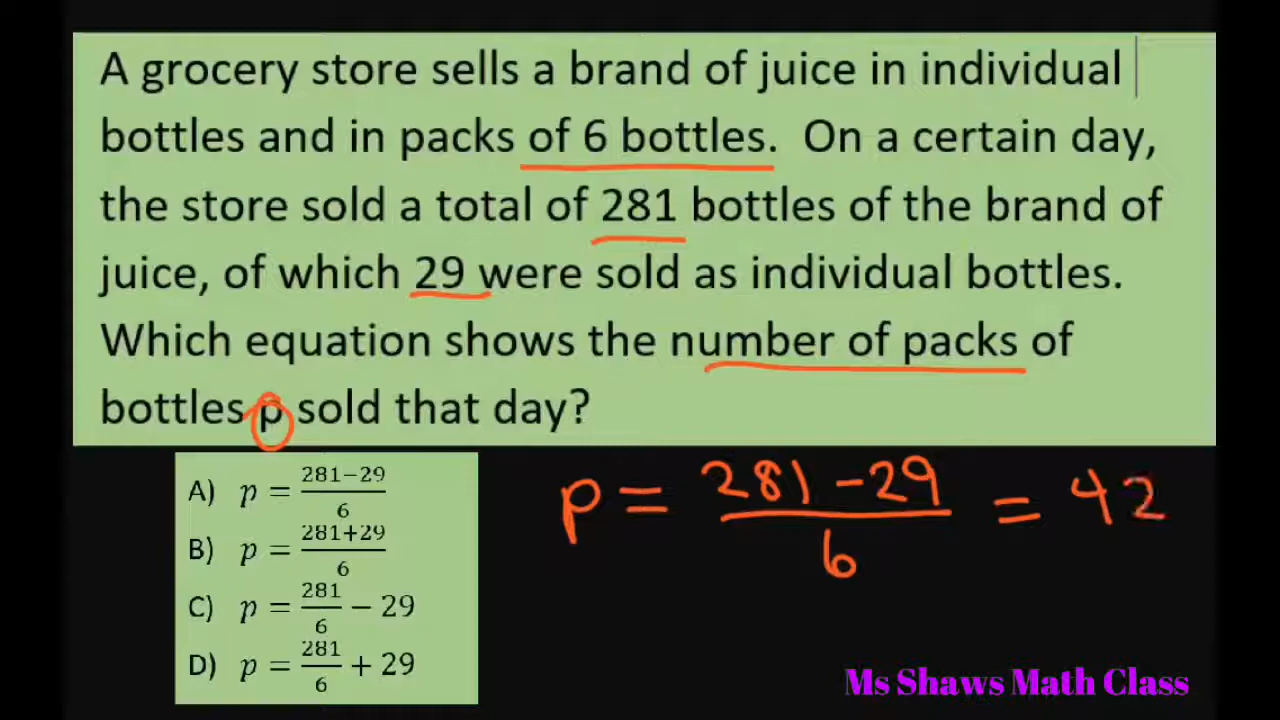 A grocery store sells a brand of juice in individual
bottles and in packs of 6 bottles. On a certain day,
the store sold a total of 281 bottles of the brand of
juice, of which 29 were sold as individual bottles.
Which equation shows the number of packs of
bottles p sold that day?
A) p = (281−29)/6
B) p = (281+29)/6
C) p = 281/6 − 29
D) p = 281/6 + 29
p = (281 − 29)/6 = 42
Ms Shaws Math Class